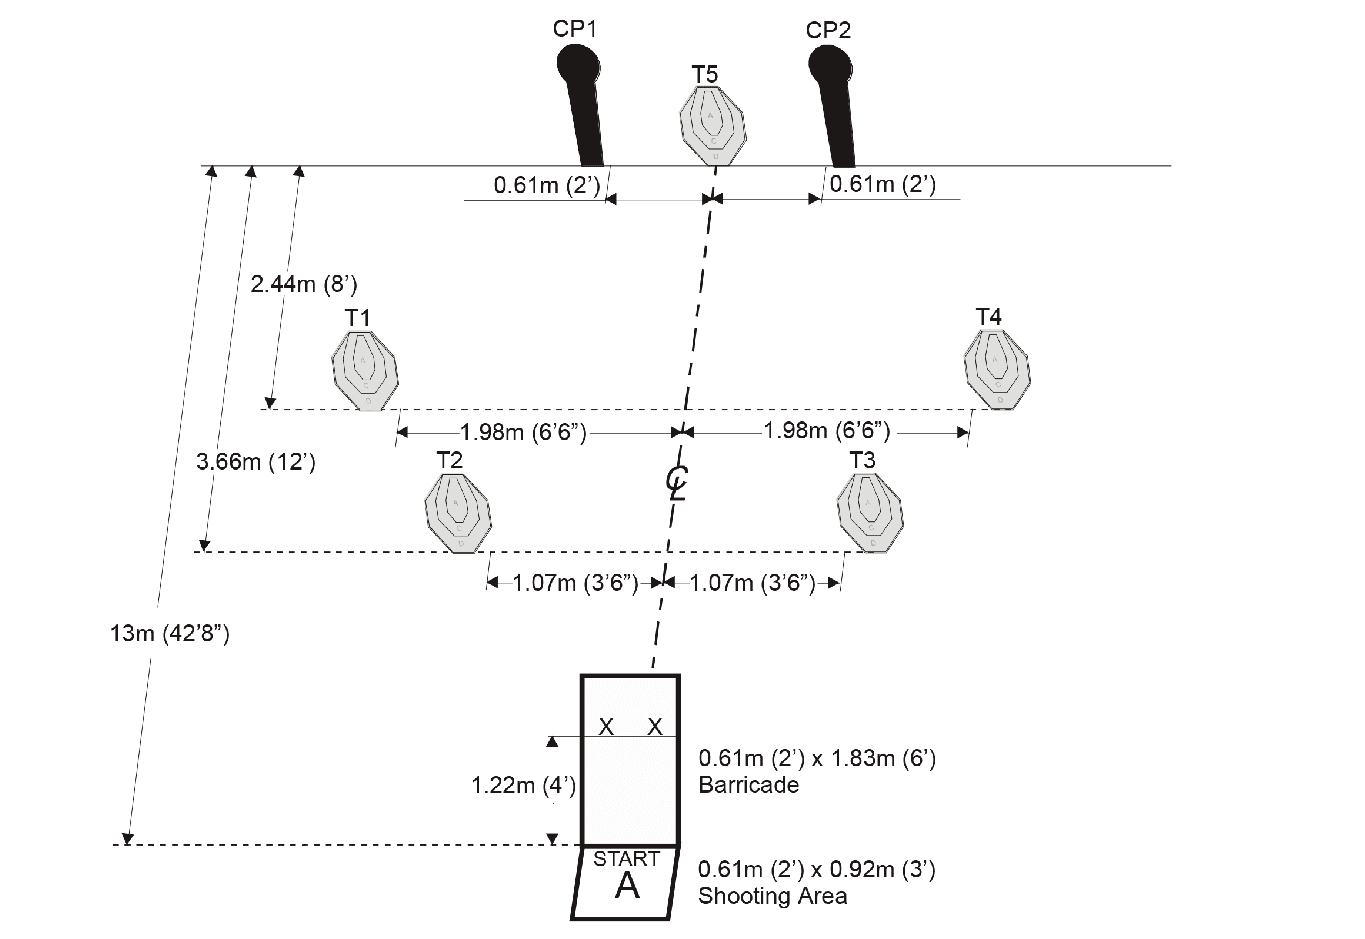 CP1
CP2
T5
0.61m (2’)
0.61m (2’)
2.44m (8’)
T1
T4
1.98m (6’6”)
1.98m (6’6”)
3.66m (12’)
T2
T3
CL
1.07m (3’6”)
1.07m (3’6”)
13m (42’8”)
X X
0.61m (2’) x 1.83m (6’)
Barricade
1.22m (4’)
START
A
0.61m (2’) x 0.92m (3’)
Shooting Area
A
C
D
A
C
D
A
C
D
A
C
D
A
C
D